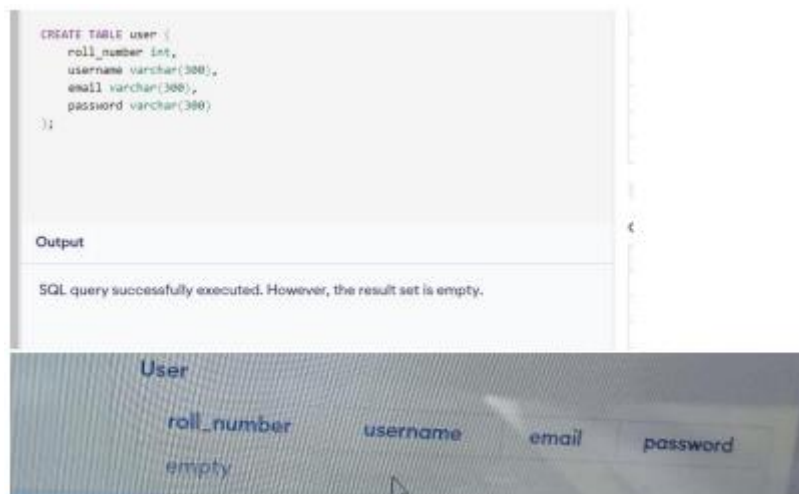 CREATE TABLE user (
roll_number int,
username varchar(300),
email varchar(300),
password varchar(300)
);
Output
SQL query successfully executed. However, the result set is empty.
User
roll_number username email password
empty